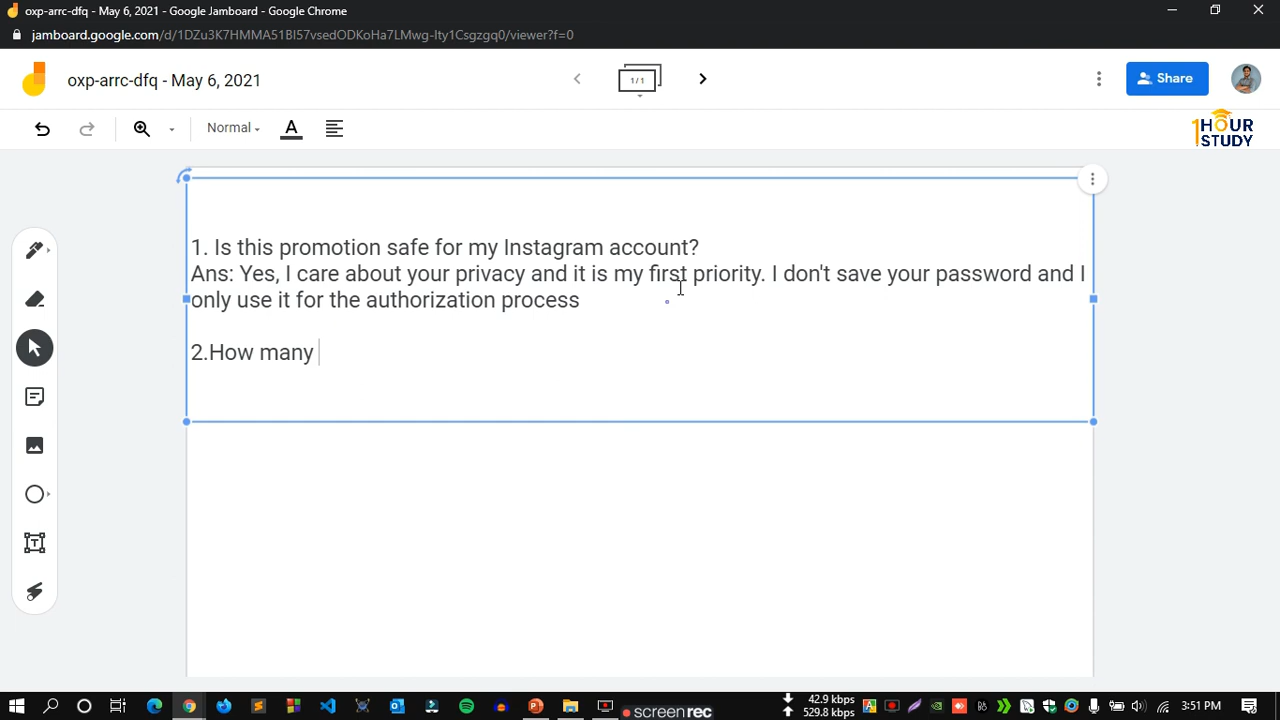 oxp-arrc-dfq - May 6, 2021 - Google Jamboard - Google Chrome
jamboard.google.com/d/1DZu3K7HMMA51BI57vsedODKoHa7LMwg-Ity1Csgzgq0/viewer?f=0
oxp-arrc-dfq - May 6, 2021
1/1
Share
Normal
1HOUR
STUDY
1. Is this promotion safe for my Instagram account?
Ans: Yes, I care about your privacy and it is my first priority. I don't save your password and I
only use it for the authorization process
2.How many
42.9 kbps
529.8 kbps
3:51 PM
screenrec